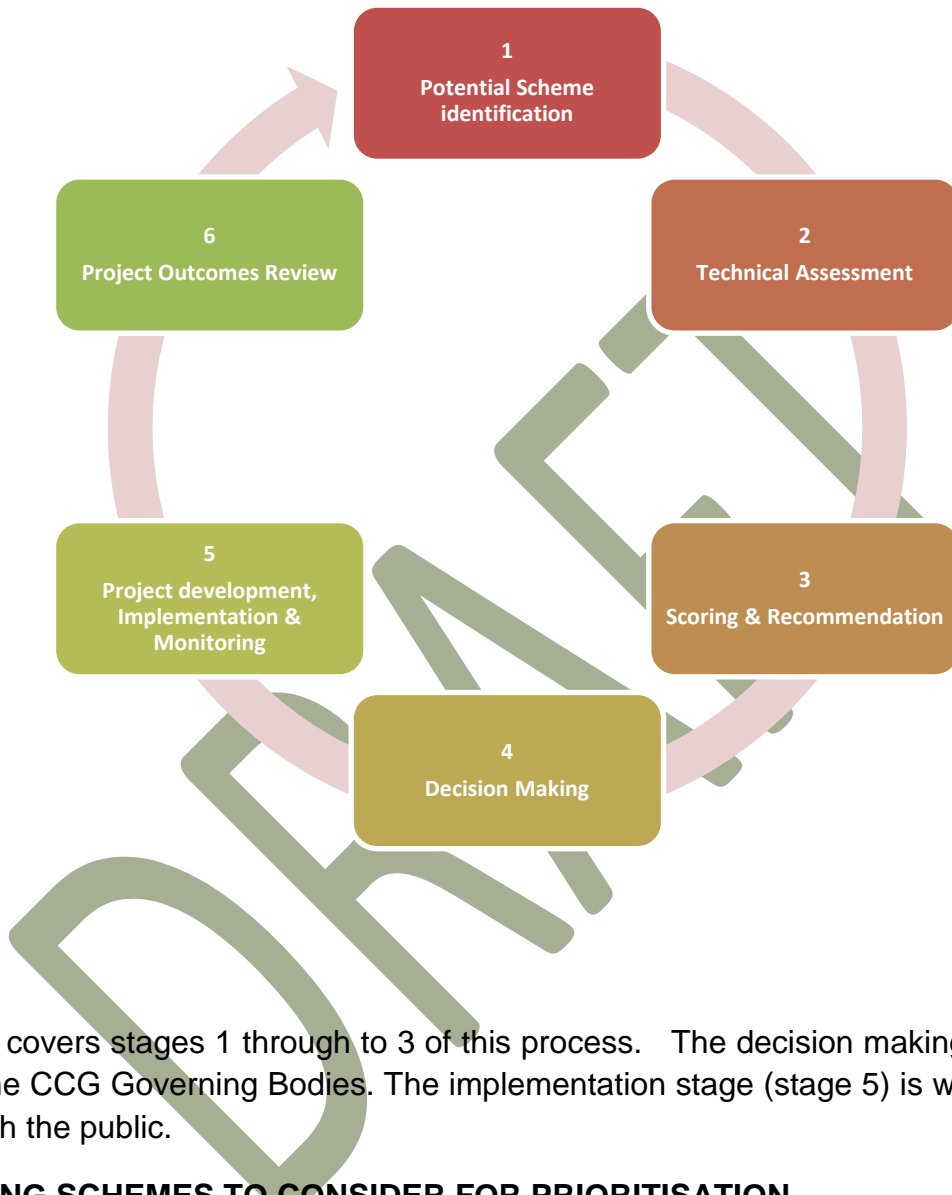 1
Potential Scheme
identification
2
Technical Assessment
3
Scoring & Recommendation
4
Decision Making
5
Project development,
Implementation &
Monitoring
6
Project Outcomes Review
DRAFT
covers stages 1 through to 3 of this process. The decision making
CCG Governing Bodies. The implementation stage (stage 5) is
the public.
SCHEMES TO CONSIDER FOR PRIORITISATION